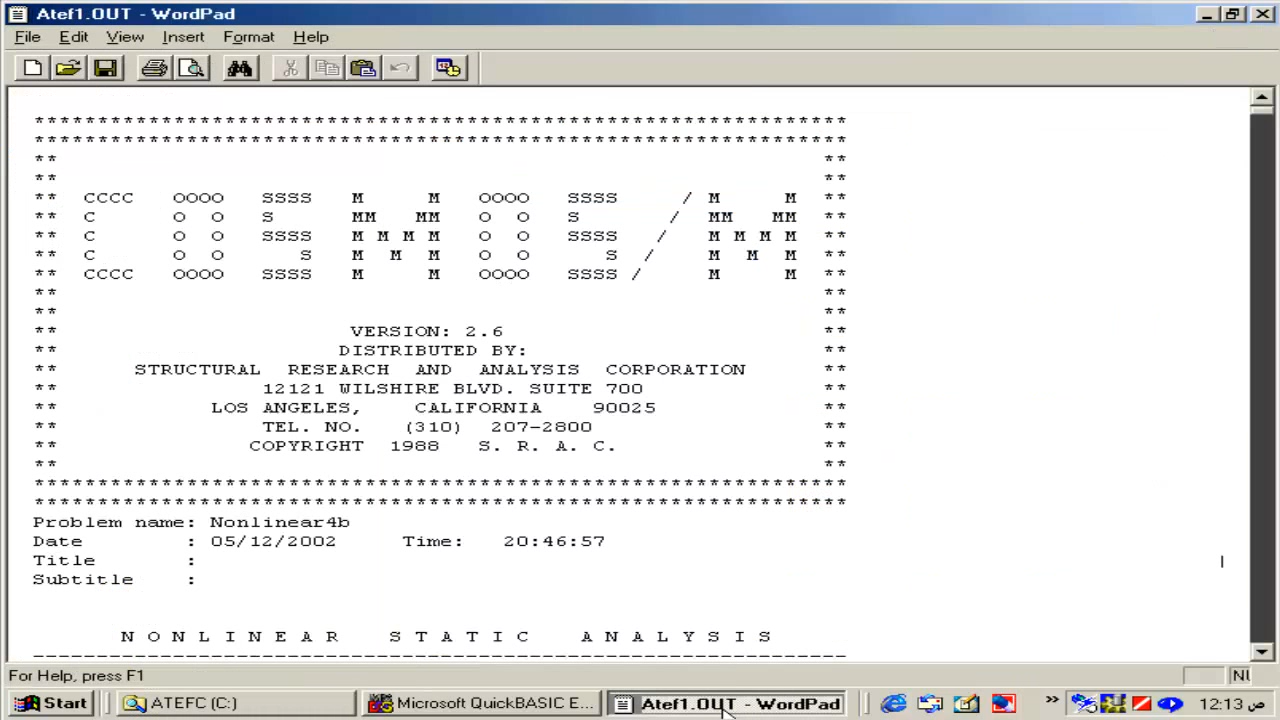 Atef1.OUT - WordPad
File Edit View Insert Format Help
*******************************************************************
*******************************************************************
** **
** **
** CCCC OOOO SSSS M M OOOO SSSS / M M **
** C O O S MM MM O O S / MM MM **
** C O O SSSS M M M M O O SSSS / M M M M **
** C O O S M M M O O S / M M M **
** CCCC OOOO SSSS M M OOOO SSSS / M M **
** **
** **
** VERSION: 2.6 **
** DISTRIBUTED BY: **
** STRUCTURAL RESEARCH AND ANALYSIS CORPORATION **
** 12121 WILSHIRE BLVD. SUITE 700 **
** LOS ANGELES, CALIFORNIA 90025 **
** TEL. NO. (310) 207-2800 **
** COPYRIGHT 1988 S. R. A. C. **
** **
*******************************************************************
*******************************************************************
Problem name: Nonlinear4b
Date : 05/12/2002 Time: 20:46:57
Title :
Subtitle :
N O N L I N E A R S T A T I C A N A L Y S I S
For Help, press F1
Start ATEFC (C:) Microsoft QuickBASIC E... Atef1.OUT - WordPad » 12:13 ص